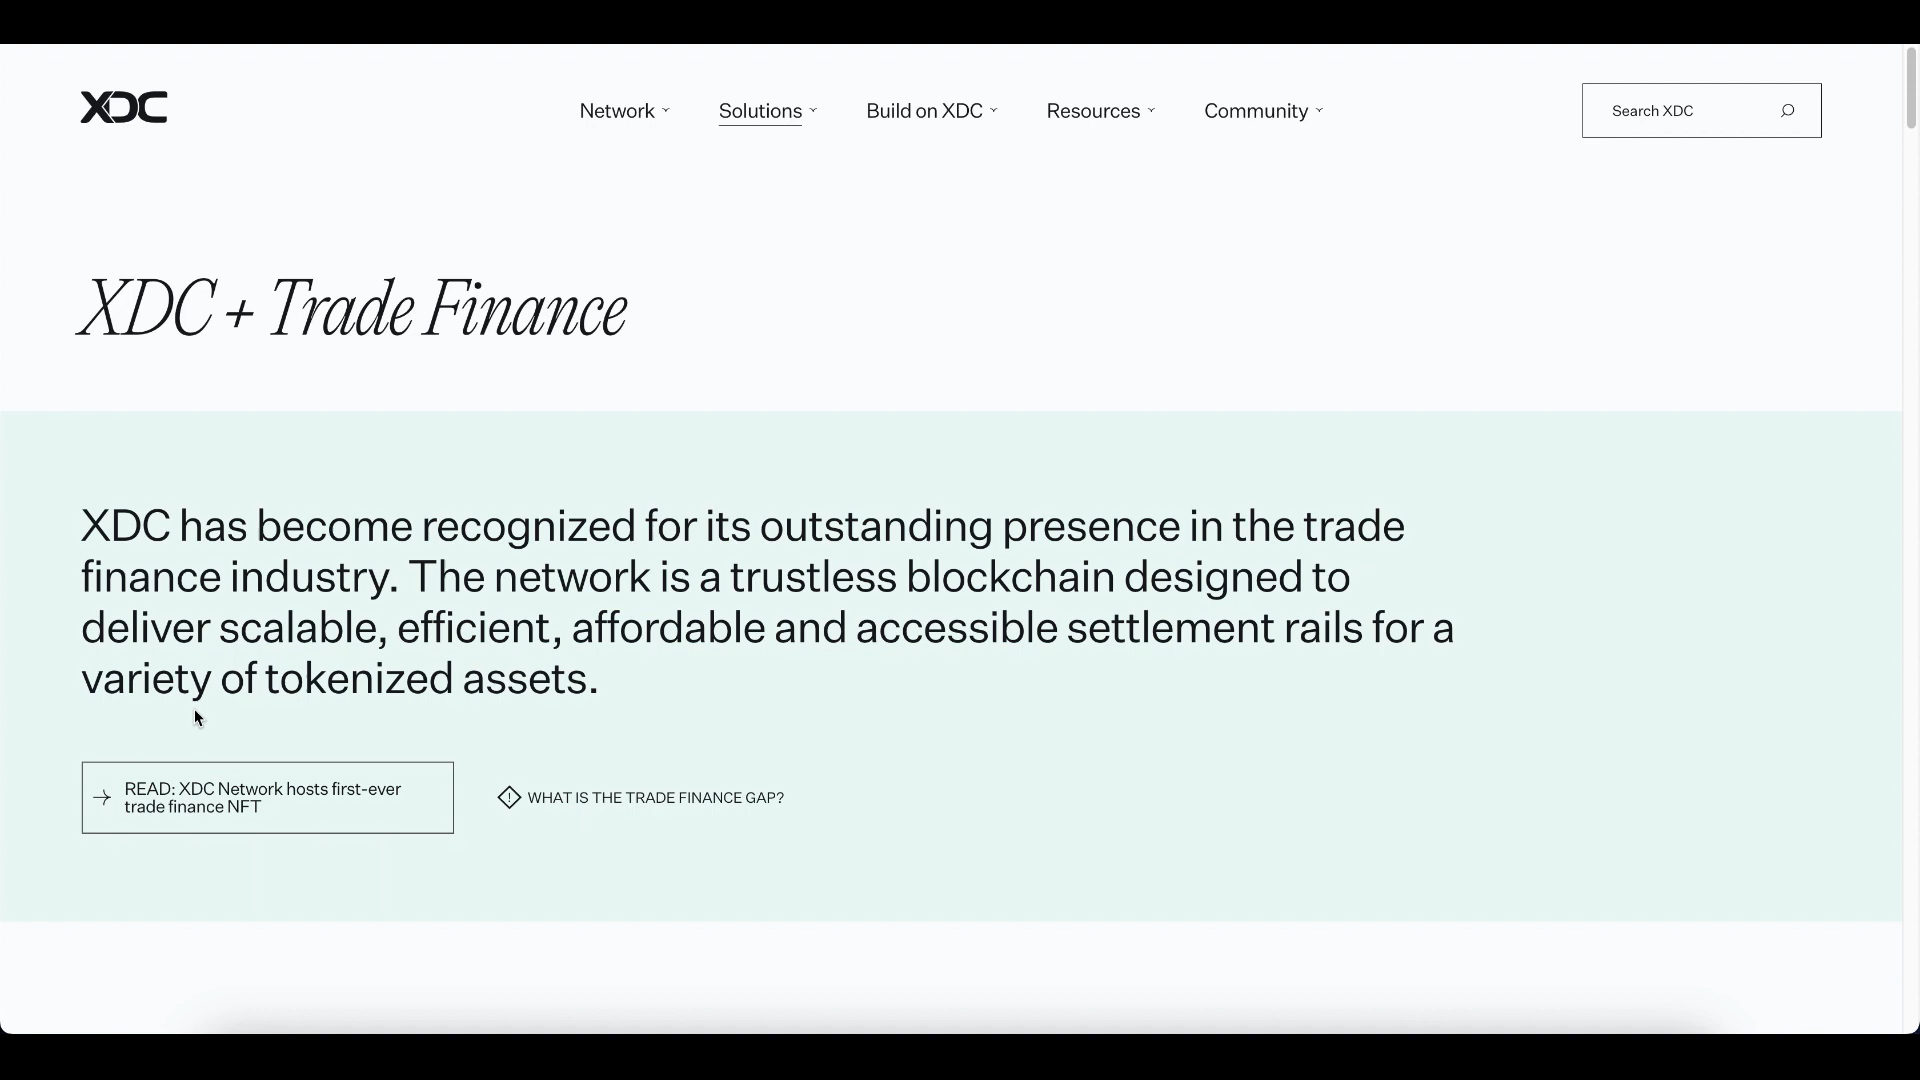 XDC
Network
Solutions
Build on XDC
Resources
Community
Search XDC
XDC + Trade Finance
XDC has become recognized for its outstanding presence in the trade
finance industry. The network is a trustless blockchain designed to
deliver scalable, efficient, affordable and accessible settlement rails for a
variety of tokenized assets.
READ: XDC Network hosts first-ever
trade finance NFT
WHAT IS THE TRADE FINANCE GAP?